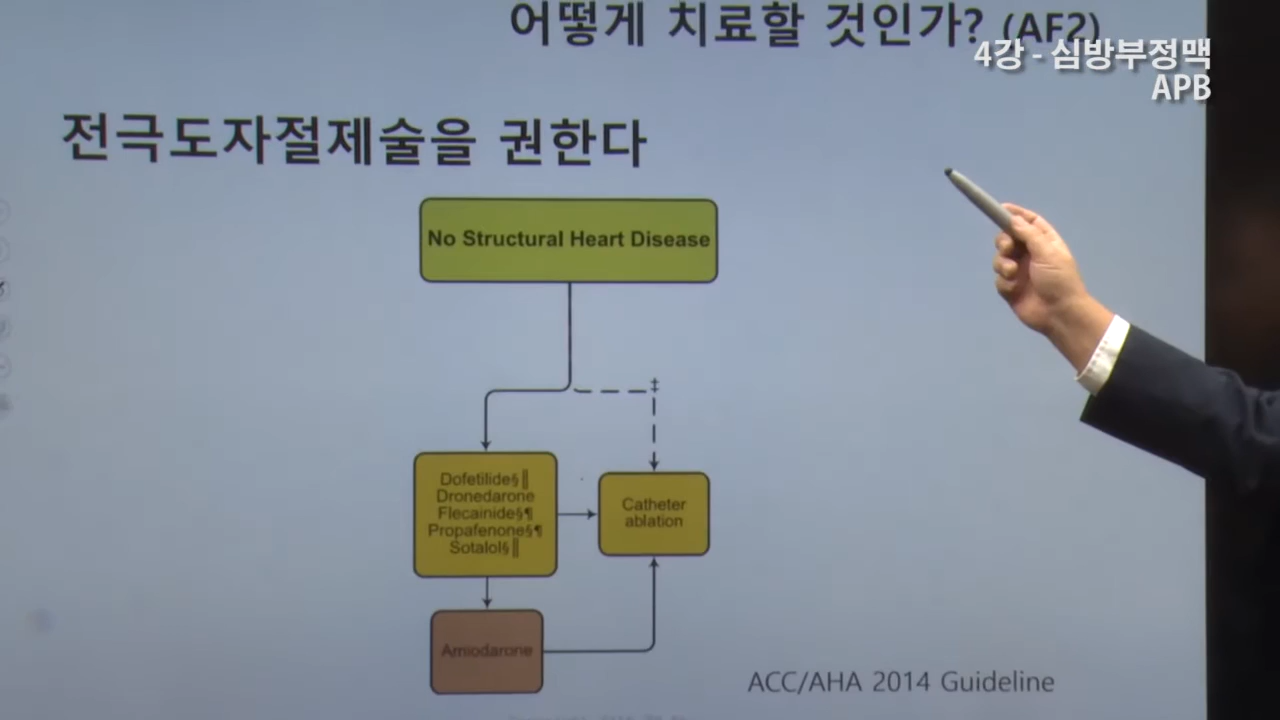 어떻게 치료할 것인가? (AF2)
4강 - 심방부정맥
APB
전극도자절제술을 권한다
No Structural Heart Disease
‡
Dofetilide§‖
Dronedarone
Flecainide§¶
Propafenone§¶
Sotalol§‖
Catheter
ablation
Amiodarone
ACC/AHA 2014 Guideline